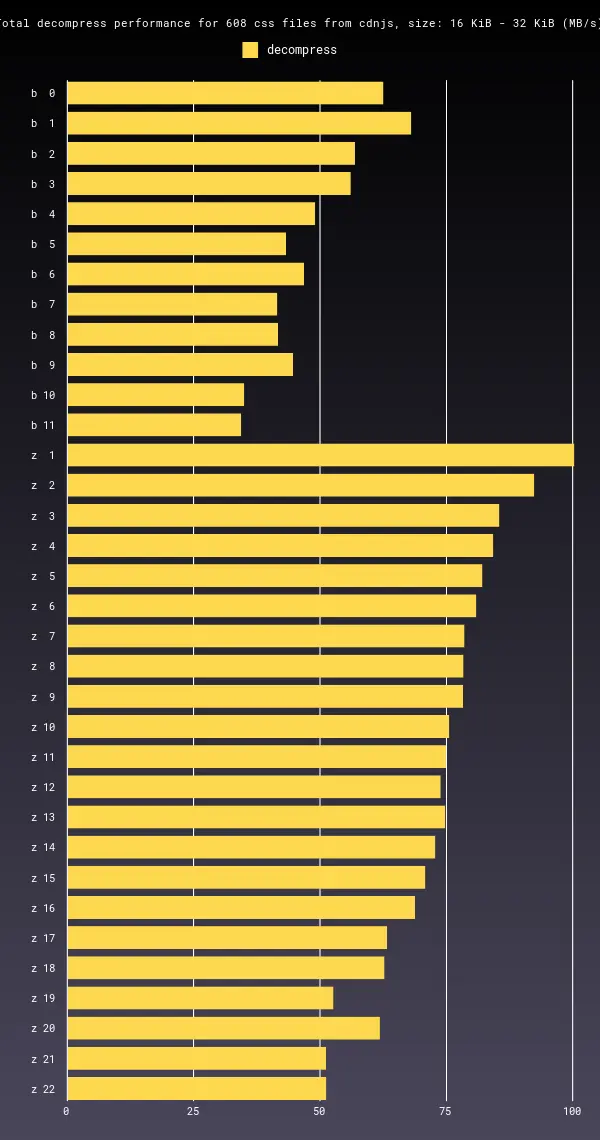 otal decompress performance for 608 css files from cdnjs, size: 16 KiB - 32 KiB (MB/s)
decompress
b 0
b 1
b 2
b 3
b 4
b 5
b 6
b 7
b 8
b 9
b 10
b 11
z 1
z 2
z 3
z 4
z 5
z 6
z 7
z 8
z 9
z 10
z 11
z 12
z 13
z 14
z 15
z 16
z 17
z 18
z 19
z 20
z 21
z 22
0 25 50 75 100